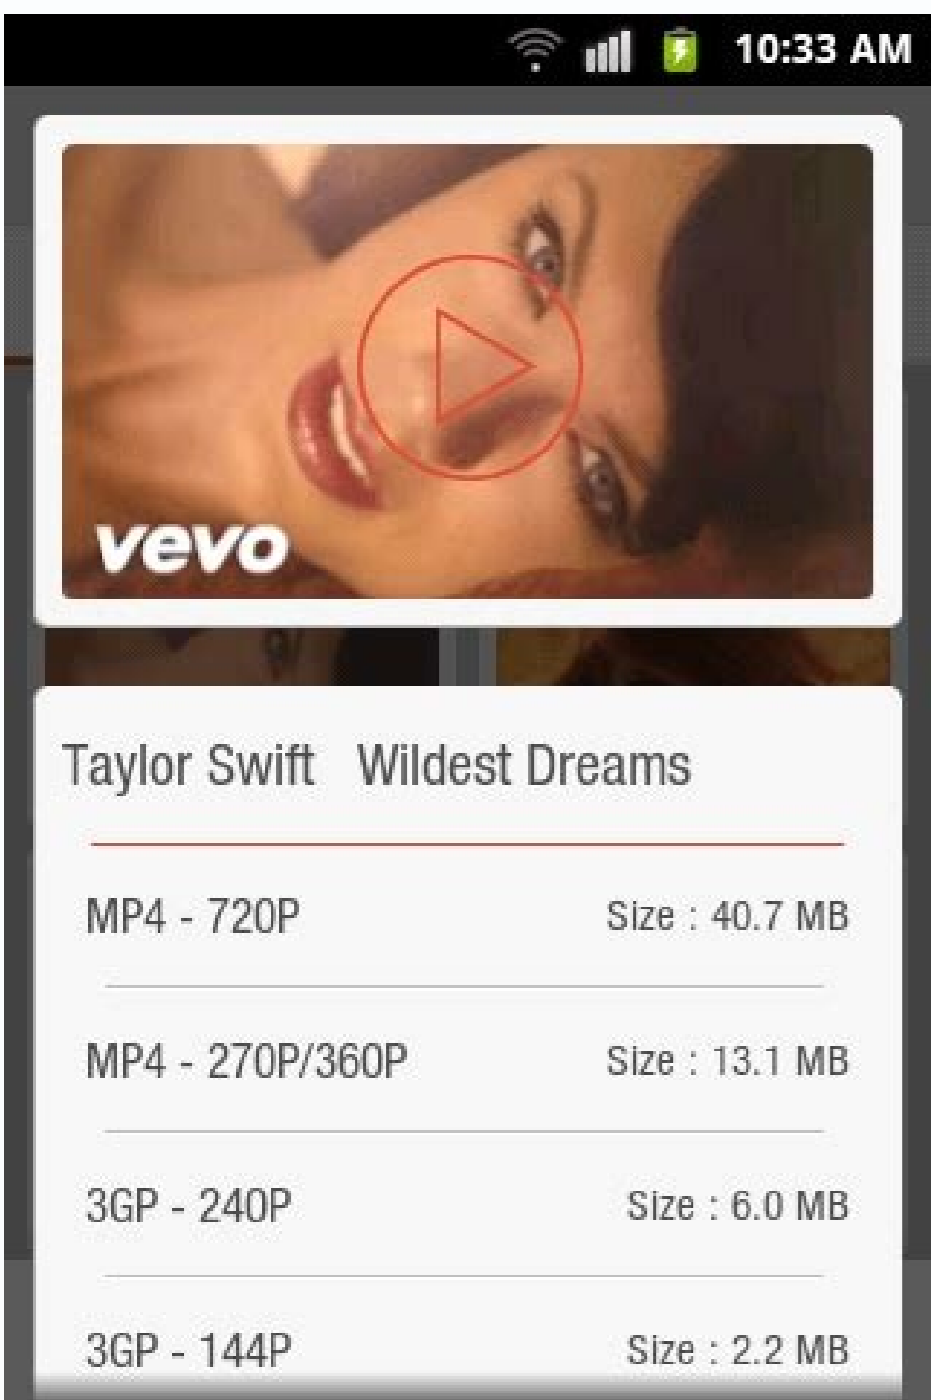 10:33 AM
vevo
Taylor Swift   Wildest Dreams
MP4 - 720P Size : 40.7 MB
MP4 - 270P/360P Size : 13.1 MB
3GP - 240P Size : 6.0 MB
3GP - 144P Size : 2.2 MB